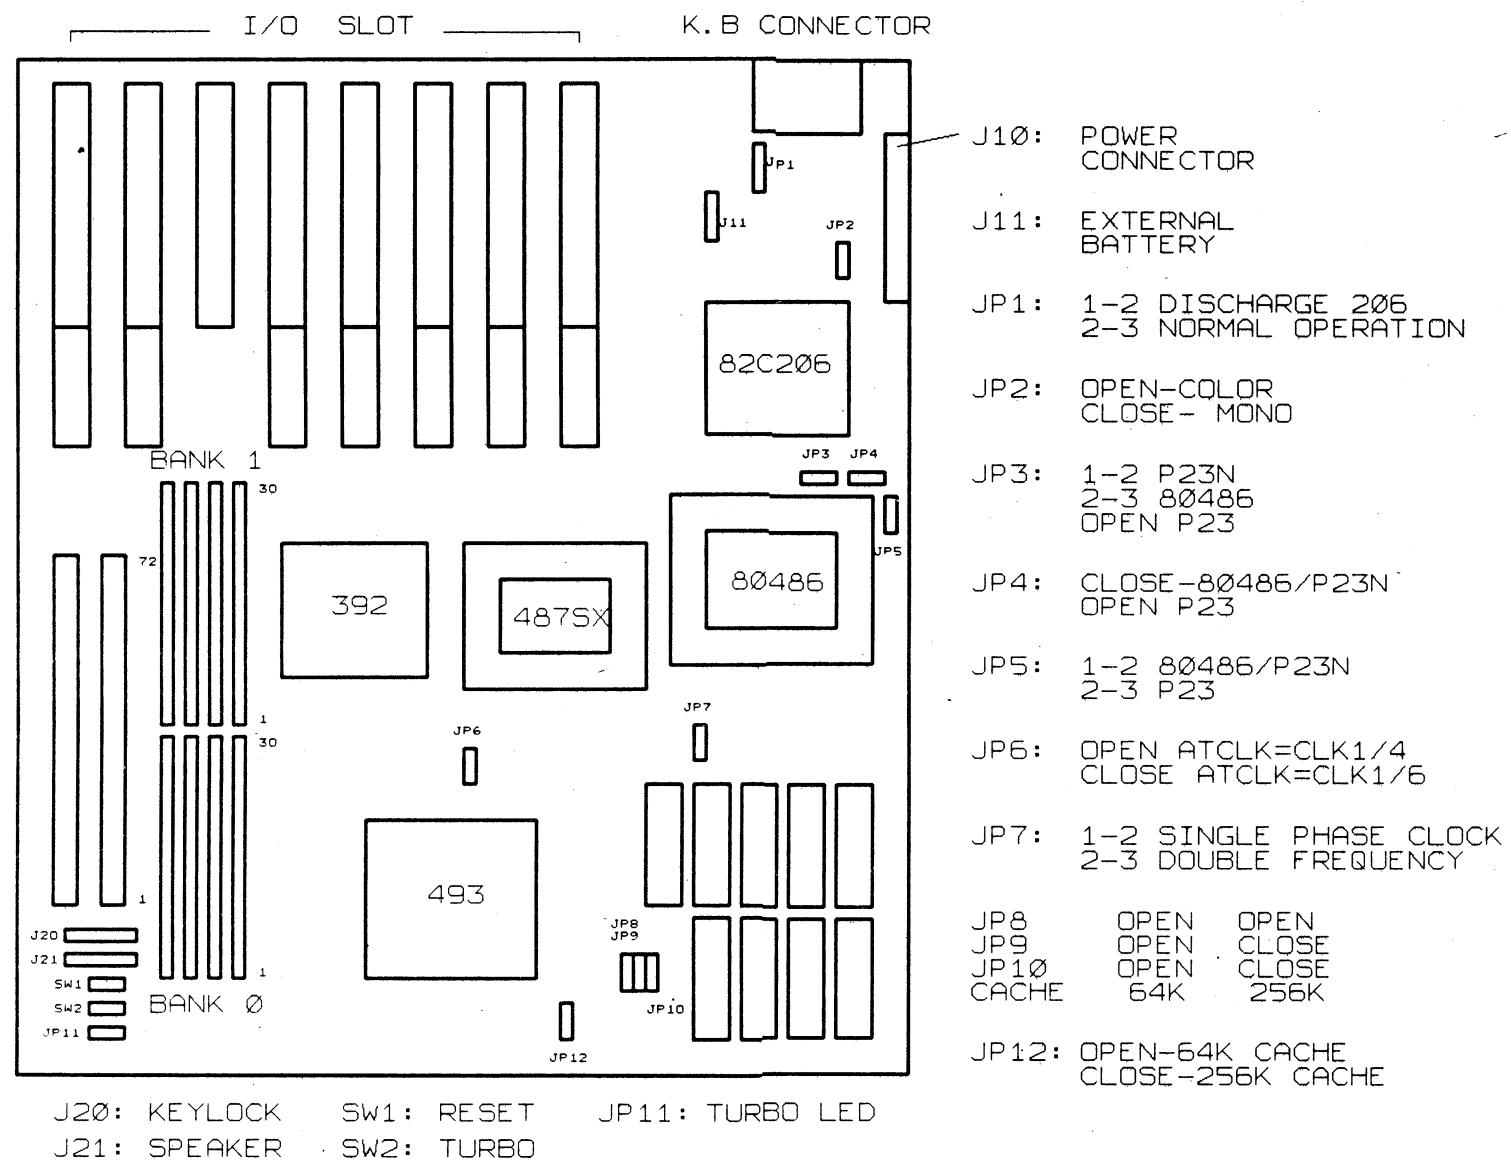 I/O SLOT
K.B CONNECTOR
JP1
J11
JP2
82C206
JP3 JP4
JP5
BANK 1
30
72
392
487SX
80486
1
30
JP6
JP7
493
1
1
BANK 0
J20
J21
SW1
SW2
JP11
JP8
JP9
JP10
JP12
J10: POWER
CONNECTOR
J11: EXTERNAL
BATTERY
JP1: 1-2 DISCHARGE 206
2-3 NORMAL OPERATION
JP2: OPEN-COLOR
CLOSE- MONO
JP3: 1-2 P23N
2-3 80486
OPEN P23
JP4: CLOSE-80486/P23N
OPEN P23
JP5: 1-2 80486/P23N
2-3 P23
JP6: OPEN ATCLK=CLK1/4
CLOSE ATCLK=CLK1/6
JP7: 1-2 SINGLE PHASE CLOCK
2-3 DOUBLE FREQUENCY
JP8 OPEN OPEN
JP9 OPEN CLOSE
JP10 OPEN CLOSE
CACHE 64K 256K
JP12: OPEN-64K CACHE
CLOSE-256K CACHE
J20: KEYLOCK SW1: RESET JP11: TURBO LED
J21: SPEAKER SW2: TURBO